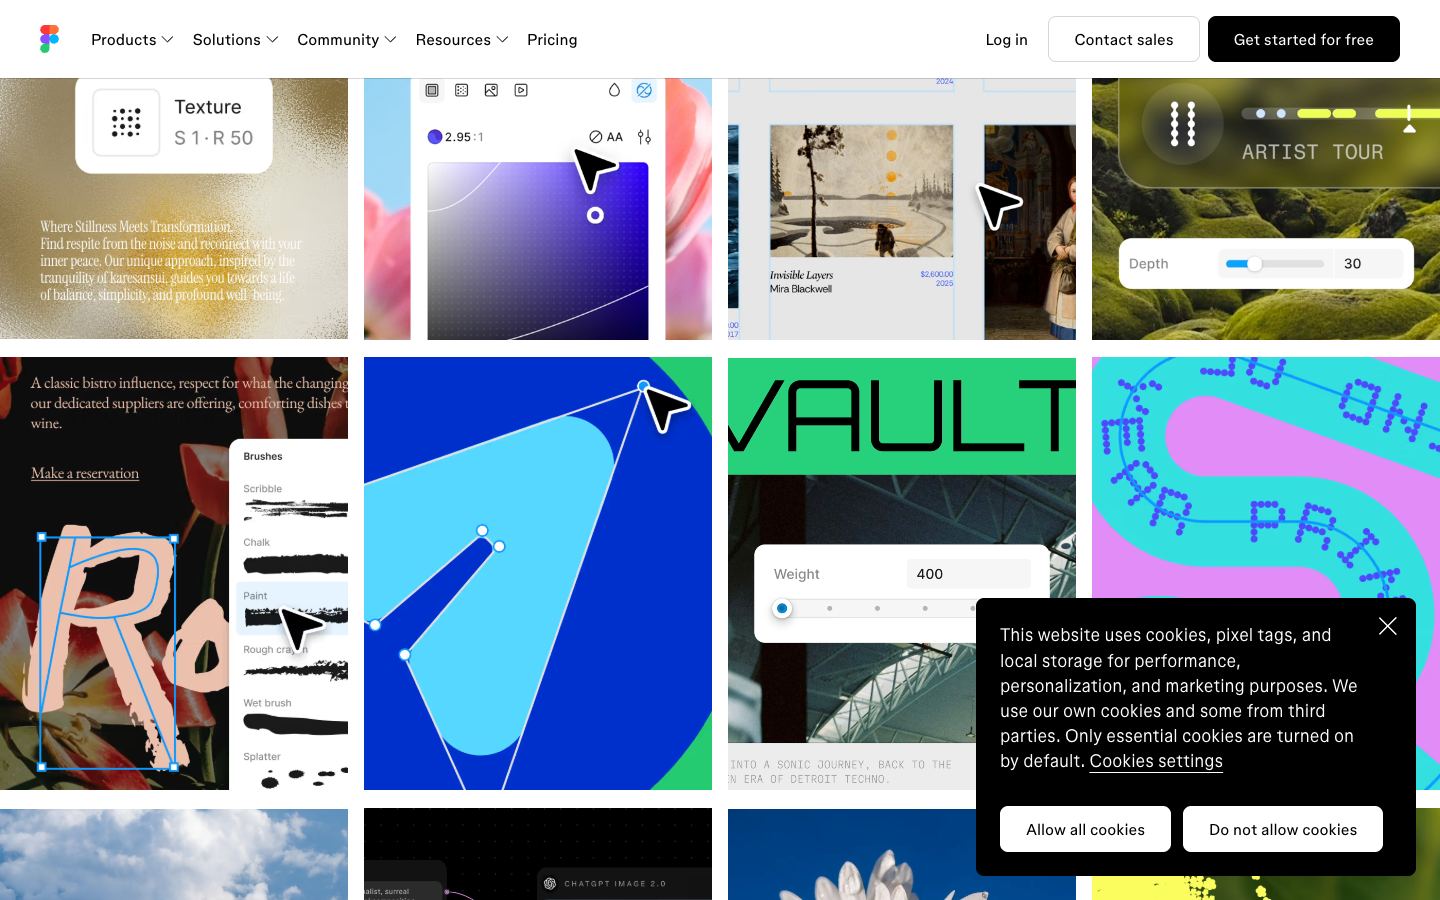 Products
Solutions
Community
Resources
Pricing
Log in
Contact sales
Get started for free
Texture
S 1 · R 50
Where Stillness Meets Transformation.
Find respite from the noise and reconnect with your
inner peace. Our unique approach, inspired by the
tranquility of karesansui, guides you towards a life
of balance, simplicity, and profound well-being.
2.95 :1
AA
2024
Invisible Layers
Mira Blackwell
$2,600.00
2025
ARTIST TOUR
Depth
30
A classic bistro influence, respect for what the changing
our dedicated suppliers are offering, comforting dishes
wine.
Make a reservation
Ro
Brushes
Scribble
Chalk
Paint
Rough crayon
Wet brush
Splatter
VAULT
Weight
400
INTO A SONIC JOURNEY, BACK TO THE
ERA OF DETROIT TECHNO.
This website uses cookies, pixel tags, and
local storage for performance,
personalization, and marketing purposes. We
use our own cookies and some from third
parties. Only essential cookies are turned on
by default. Cookies settings
Allow all cookies
Do not allow cookies
surreal
CHATGPT IMAGE 2.0